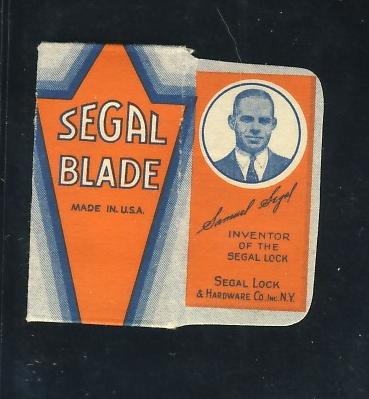 SEGAL
BLADE
MADE IN U.S.A.
Samuel Segal
INVENTOR
OF THE
SEGAL LOCK
SEGAL LOCK
& HARDWARE CO. INC. N.Y.